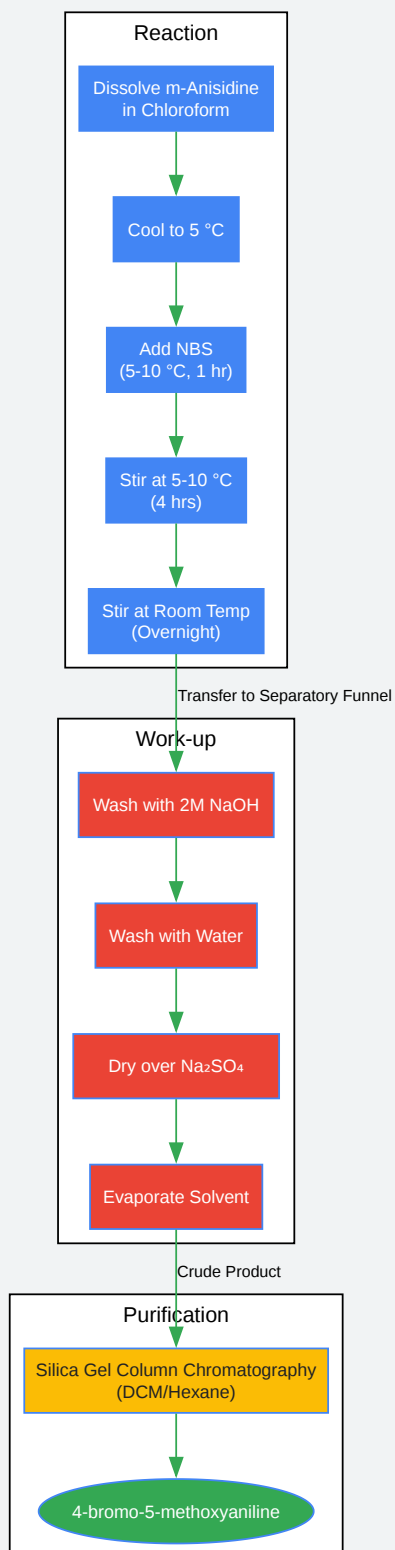 Reaction
Dissolve m-Anisidine
in Chloroform
Cool to 5 °C
Add NBS
(5-10 °C, 1 hr)
Stir at 5-10 °C
(4 hrs)
Stir at Room Temp
(Overnight)
Transfer to Separatory Funnel
Work-up
Wash with 2M NaOH
Wash with Water
Dry over Na₂SO₄
Evaporate Solvent
Crude Product
Purification
Silica Gel Column Chromatography
(DCM/Hexane)
4-bromo-5-methoxyaniline